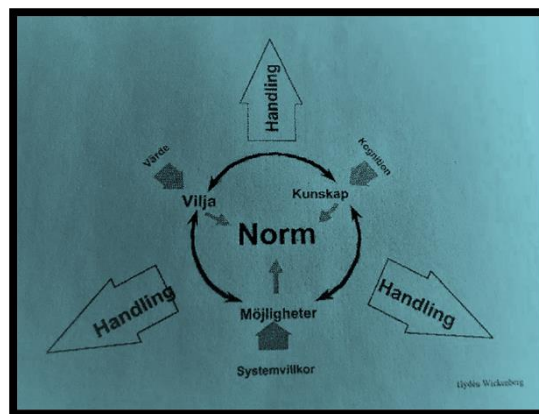 Handling
Värde
Kognition
Vilja
Kunskap
Norm
Handling
Möjligheter
Handling
Systemvillkor
Hydén Wickenberg